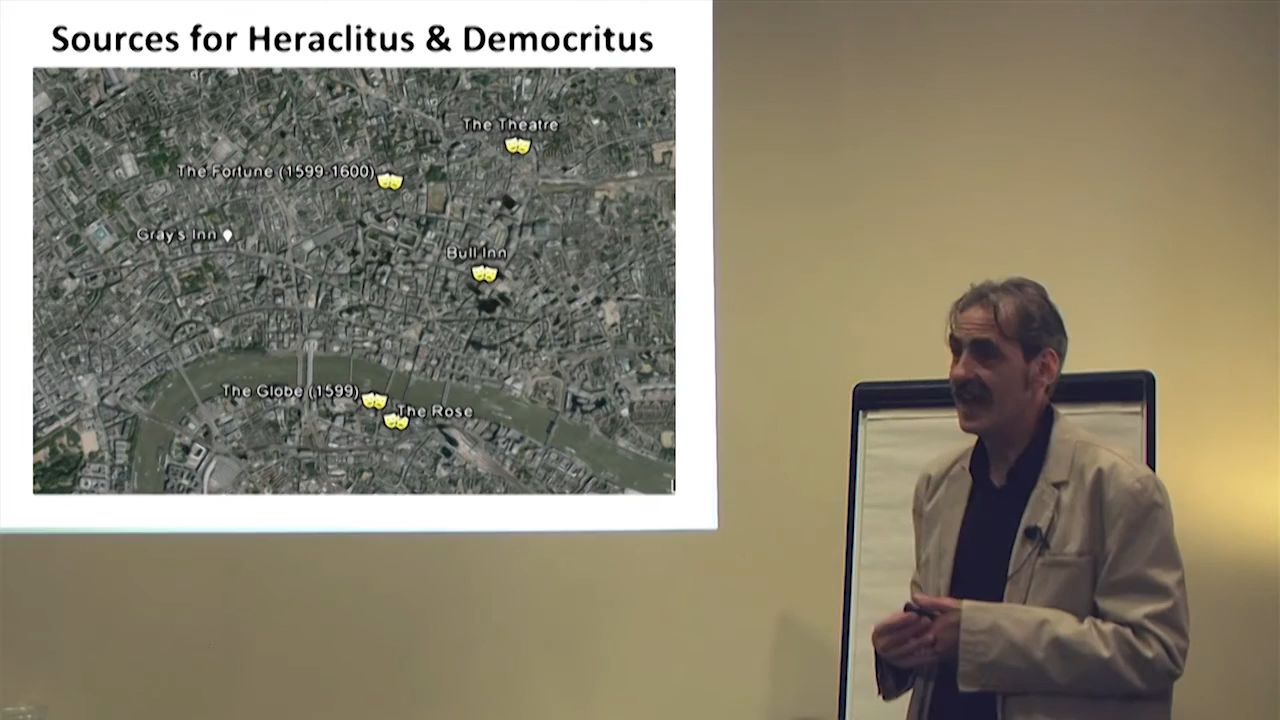 Sources for Heraclitus & Democritus
The Theatre
The Fortune (1599-1600)
Gray's Inn
Bull Inn
The Globe (1599)
The Rose